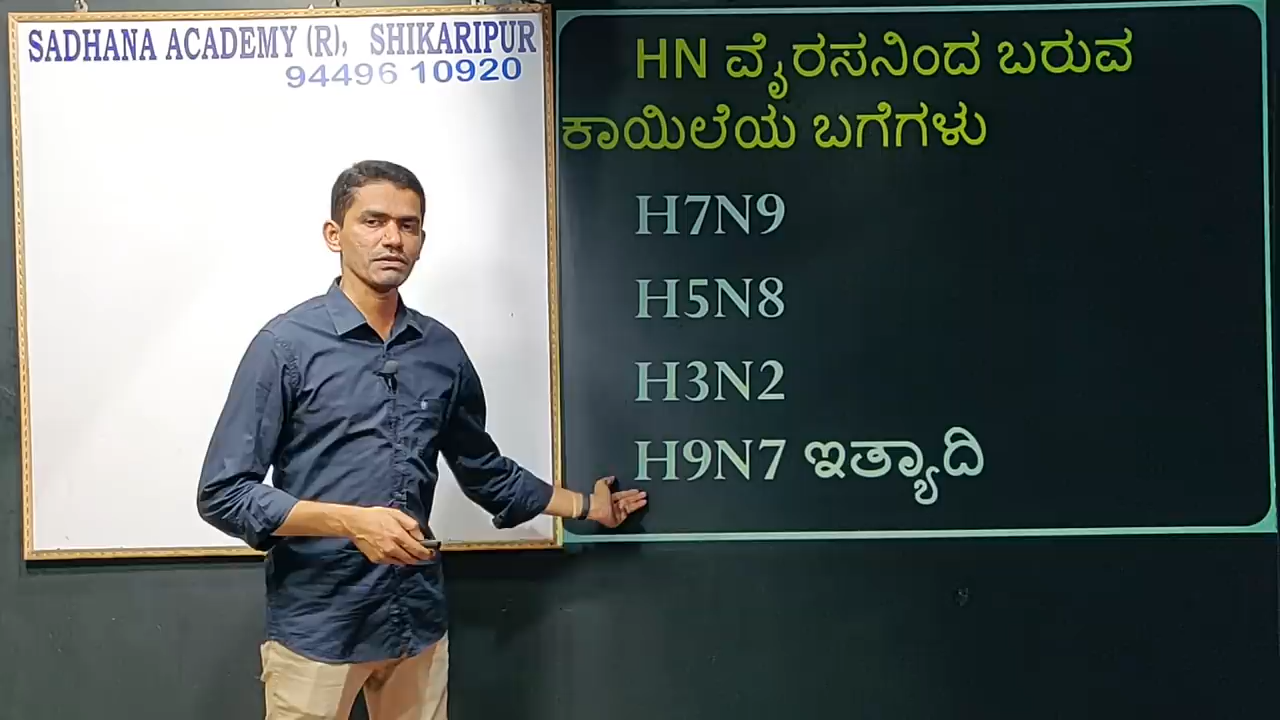 SADHANA ACADEMY (R), SHIKARIPUR
94496 10920
HN ವೈರಸನಿಂದ ಬರುವ
ಕಾಯಿಲೆಯ ಬಗೆಗಳು
H7N9
H5N8
H3N2
H9N7 ಇತ್ಯಾದಿ